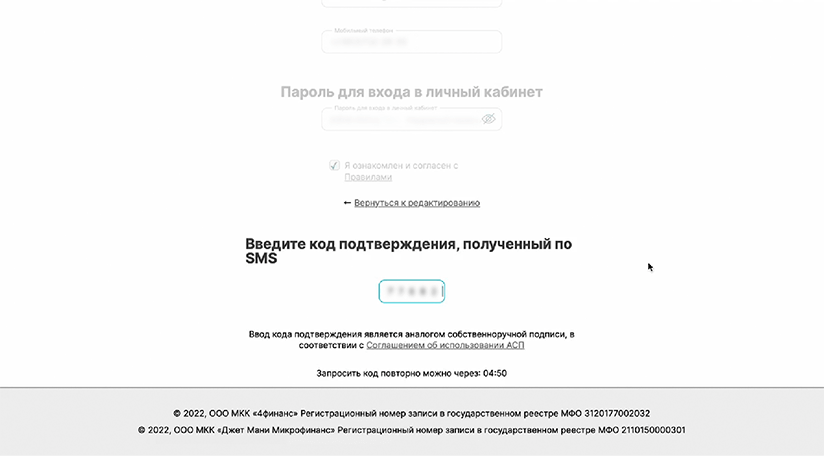 Мобильный телефон
Пароль для входа в личный кабинет
Пароль для входа в личный кабинет
Я ознакомлен и согласен с
Правилами
← Вернуться к редактированию
Введите код подтверждения, полученный по
SMS
Ввод кода подтверждения является аналогом собственноручной подписи, в
соответствии с Соглашением об использовании АСП
Запросить код повторно можно через: 04:50
© 2022, ООО МКК «4финанс» Регистрационный номер записи в государственном реестре МФО 3120177002032
© 2022, ООО МКК «Джет Мани Микрофинанс» Регистрационный номер записи в государственном реестре МФО 2110150000301